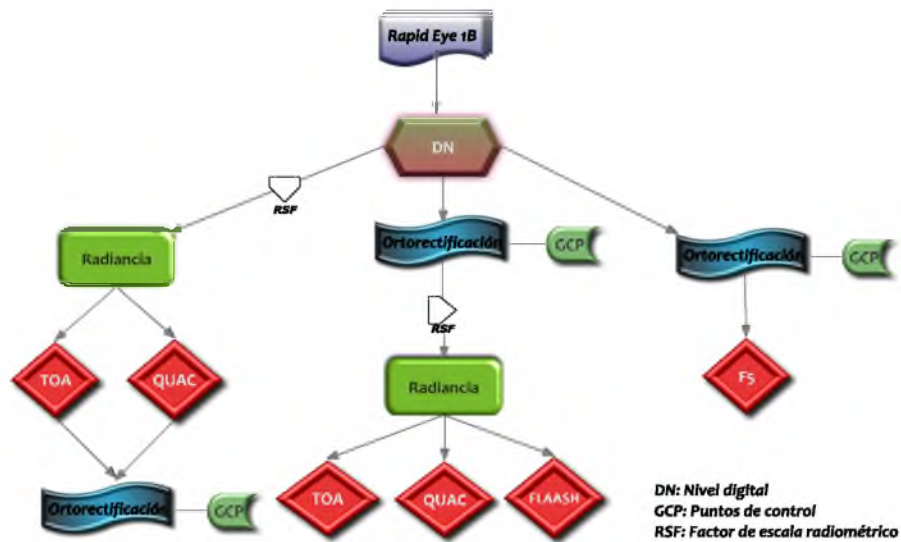 Rapid Eye 1B
DN
RSF
Radiancia
Ortorectificación
GCP
Ortorectificación
GCP
RSF
TOA
QUAC
Radiancia
F5
Ortorectificación
GCP
TOA
QUAC
FLAASH
DN: Nivel digital
GCP: Puntos de control
RSF: Factor de escala radiométrico